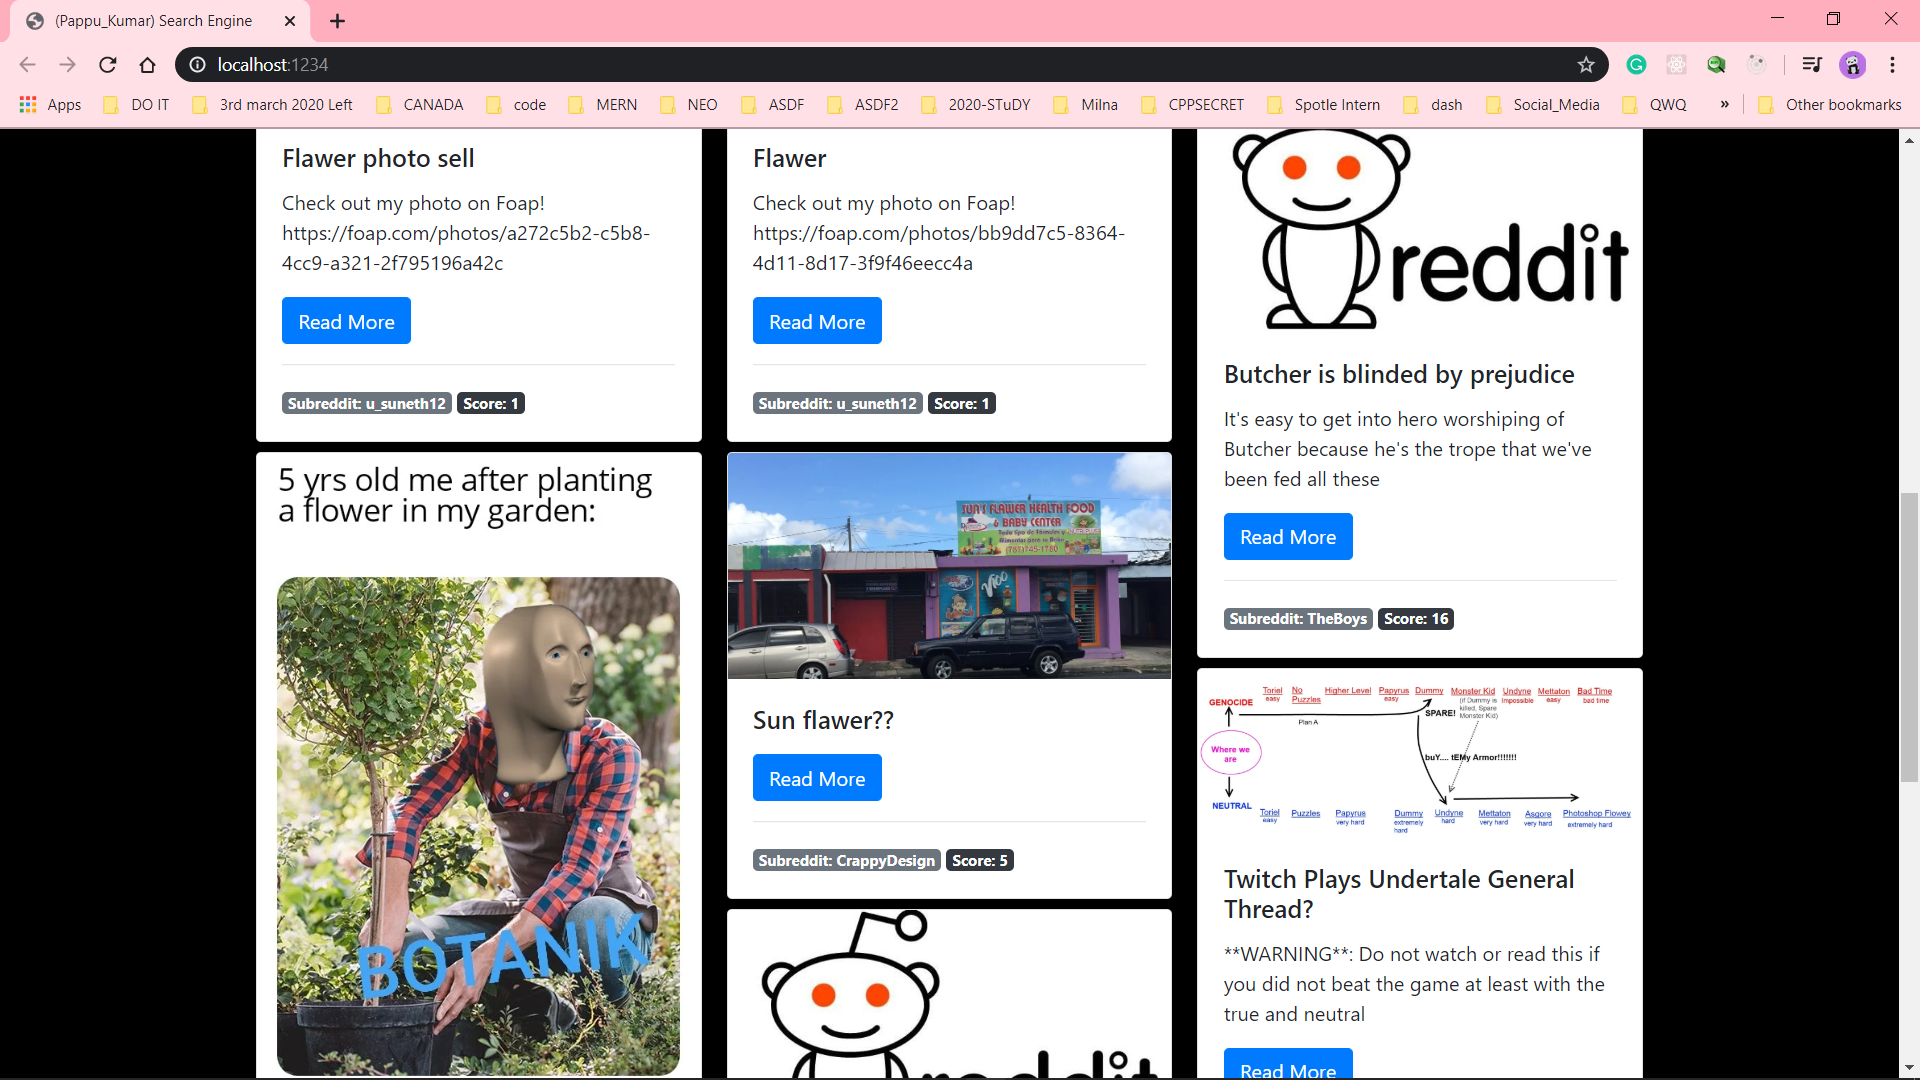 (Pappu_Kumar) Search Engine
localhost:1234
Apps
DO IT
3rd march 2020 Left
CANADA
code
MERN
NEO
ASDF
ASDF2
2020-STuDY
Milna
CPPSECRET
Spotle Intern
dash
Social_Media
QWQ
»
Other bookmarks
Flawer photo sell
Check out my photo on Foap!
https://foap.com/photos/a272c5b2-c5b8-
4cc9-a321-2f795196a42c
Read More
Subreddit: u_suneth12 Score: 1
5 yrs old me after planting
a flower in my garden:
BOTANIK
Flawer
Check out my photo on Foap!
https://foap.com/photos/bb9dd7c5-8364-
4d11-8d17-3f9f46eecc4a
Read More
Subreddit: u_suneth12 Score: 1
SUN'S FLAWER HEALTH FOOD
& BABY CENTER
(787)745-1780
Sun flawer??
Read More
Subreddit: CrappyDesign Score: 5
reddit
reddit
Butcher is blinded by prejudice
It's easy to get into hero worshiping of
Butcher because he's the trope that we've
been fed all these
Read More
Subreddit: TheBoys Score: 16
GENOCIDE
Toriel
easy
No
Puzzles
Higher Level
Papyrus
easy
Dummy
Monster Kid
(if Dummy is
killed, Spare
Monster Kid)
Undyne
impossible
Mettaton
easy
Bad Time
bad time
SPARE!
Plan A
Where we
are
buY.... tEMy Armor!!!!!!!
NEUTRAL
Toriel
easy
Puzzles
Papyrus
very hard
Dummy
extremely
hard
Undyne
hard
Mettaton
very hard
Asgore
very hard
Photoshop Flowey
extremely hard
Twitch Plays Undertale General
Thread?
**WARNING**: Do not watch or read this if
you did not beat the game at least with the
true and neutral
Read More